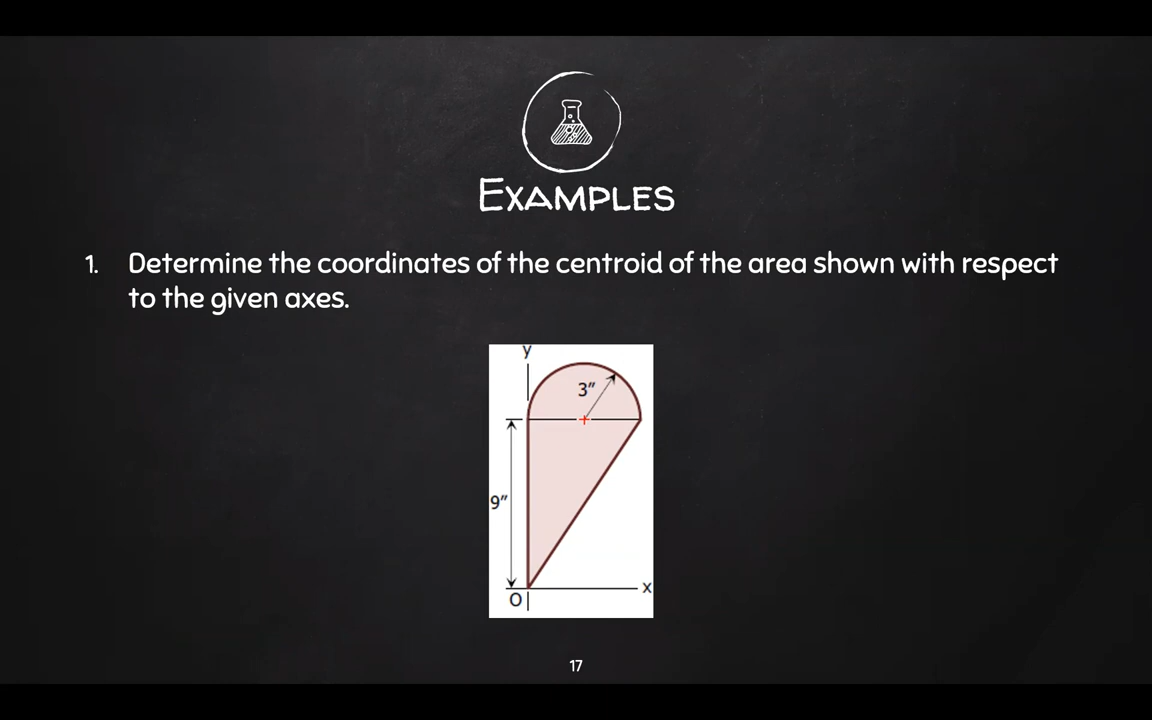 Examples
1. Determine the coordinates of the centroid of the area shown with respect
to the given axes.
y
3"
9"
x
O
17